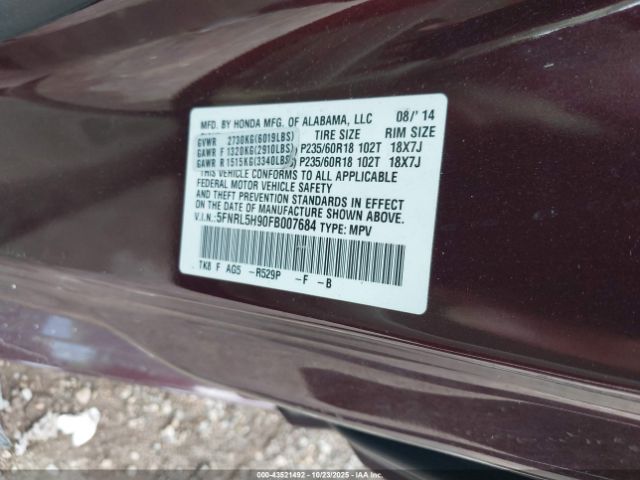 MFD. BY HONDA MFG. OF ALABAMA, LLC 08/'14
GVWR 2730KG(6019LBS) TIRE SIZE RIM SIZE
GAWR F 1320KG(2910LBS) P235/60R18 102T 18X7J
GAWR R 1515KG(3340LBS) P235/60R18 102T 18X7J
THIS VEHICLE CONFORMS TO ALL APPLICABLE
FEDERAL MOTOR VEHICLE SAFETY
AND THEFT PREVENTION STANDARDS IN EFFECT
ON THE DATE OF MANUFACTURE SHOWN ABOVE.
V.I.N.:5FNRL5H90FB007684 TYPE: MPV
TK8 F AG5 -R529P -F -B
000-43521492 - 10/23/2025 - © IAA Holdings, LLC